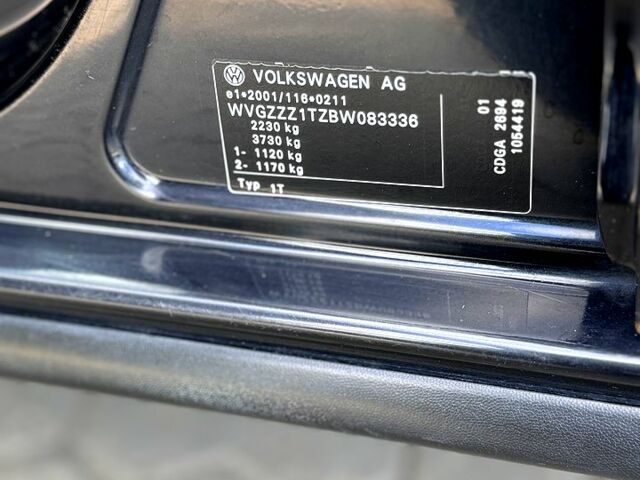 VOLKSWAGEN AG
e1*2001/116*0211
WVGZZZ1TZBW083336
2230 kg
3730 kg
1- 1120 kg
2- 1170 kg
Typ 1T
01
CDGA 2694
1054419